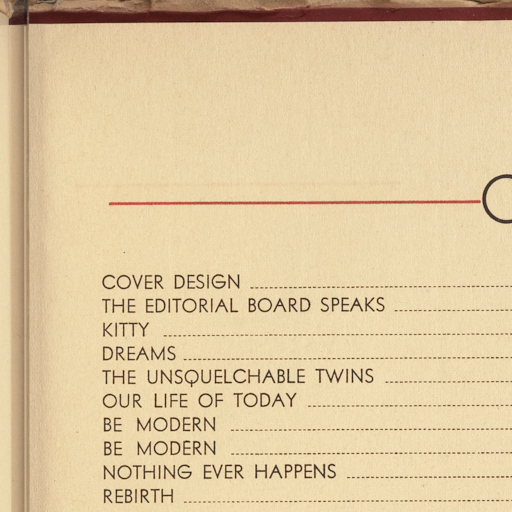 COVER DESIGN
THE EDITORIAL BOARD SPEAKS
KITTY
DREAMS
THE UNSQUELCHABLE TWINS
OUR LIFE OF TODAY
BE MODERN
BE MODERN
NOTHING EVER HAPPENS
REBIRTH